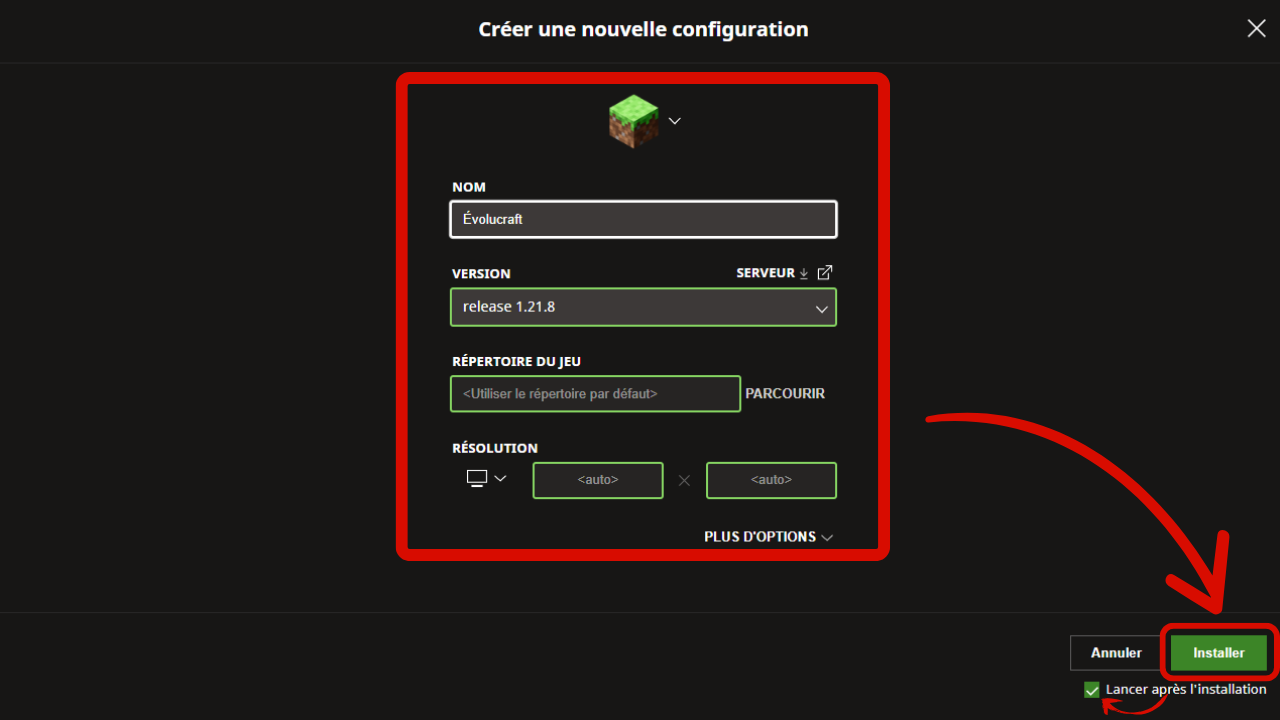 Créer une nouvelle configuration
NOM
Évolucraft
VERSION
SERVEUR
release 1.21.8
RÉPERTOIRE DU JEU
<Utiliser le répertoire par défaut>
PARCOURIR
RÉSOLUTION
<auto>
<auto>
PLUS D'OPTIONS
Annuler
Installer
Lancer après l'installation